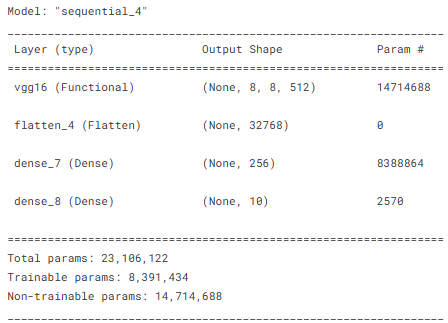 Model: "sequential_4"
_________________________________________________________________
Layer (type) Output Shape Param #
=================================================================
vgg16 (Functional) (None, 8, 8, 512) 14714688
flatten_4 (Flatten) (None, 32768) 0
dense_7 (Dense) (None, 256) 8388864
dense_8 (Dense) (None, 10) 2570
=================================================================
Total params: 23,106,122
Trainable params: 8,391,434
Non-trainable params: 14,714,688
_________________________________________________________________